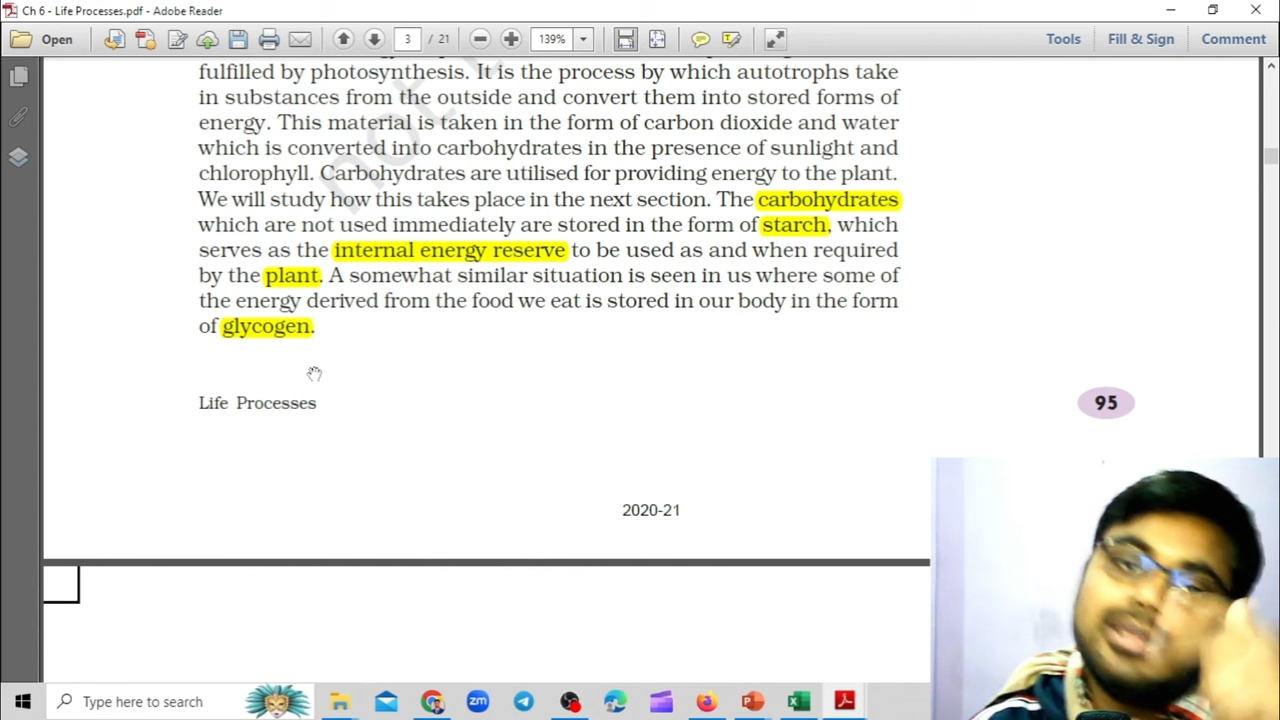 Ch 6 - Life Processes.pdf - Adobe Reader
Open
3
/ 21
139%
Tools
Fill & Sign
Comment
fulfilled by photosynthesis. It is the process by which autotrophs take
in substances from the outside and convert them into stored forms of
energy. This material is taken in the form of carbon dioxide and water
which is converted into carbohydrates in the presence of sunlight and
chlorophyll. Carbohydrates are utilised for providing energy to the plant.
We will study how this takes place in the next section. The carbohydrates
which are not used immediately are stored in the form of starch, which
serves as the internal energy reserve to be used as and when required
by the plant. A somewhat similar situation is seen in us where some of
the energy derived from the food we eat is stored in our body in the form
of glycogen.
not
Life Processes
95
2020-21
Type here to search
zm